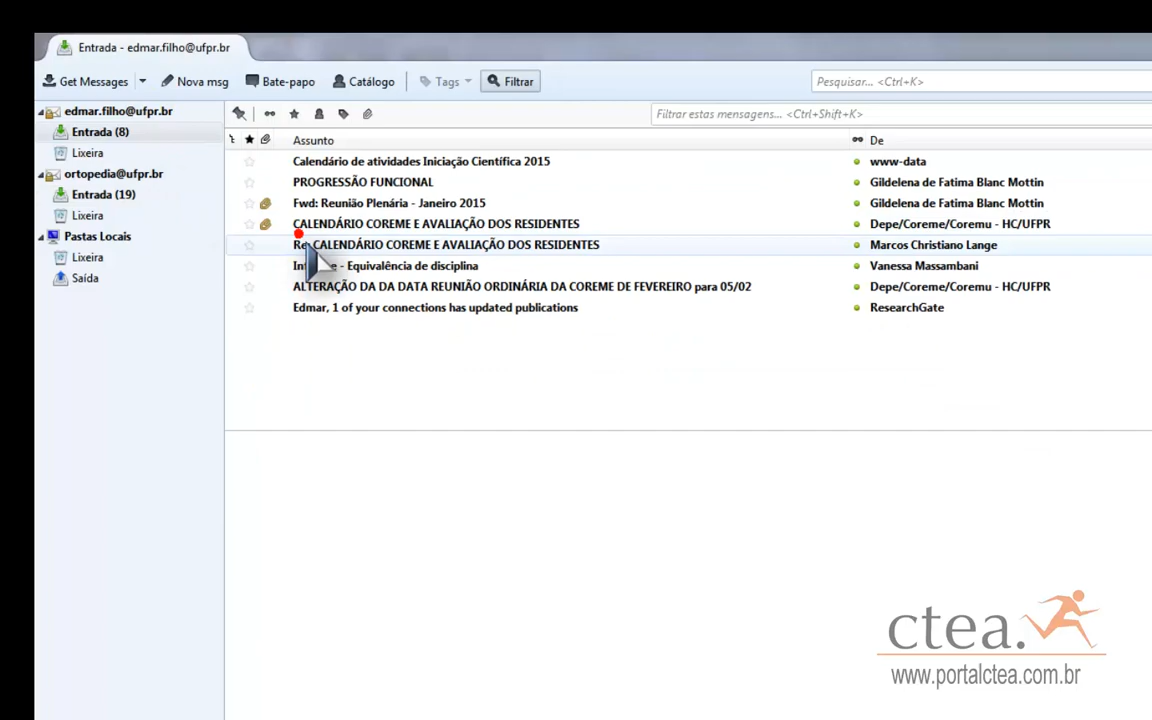 Entrada - edmar.filho@ufpr.br
Get Messages Nova msg Bate-papo Catálogo Tags Filtrar Pesquisar... <Ctrl+K>
edmar.filho@ufpr.br
Entrada (8)
Lixeira
ortopedia@ufpr.br
Entrada (19)
Lixeira
Pastas Locais
Lixeira
Saída
Filtrar estas mensagens... <Ctrl+Shift+K>
Assunto De
Calendário de atividades Iniciação Científica 2015 www-data
PROGRESSÃO FUNCIONAL Gildelena de Fatima Blanc Mottin
Fwd: Reunião Plenária - Janeiro 2015 Gildelena de Fatima Blanc Mottin
CALENDÁRIO COREME E AVALIAÇÃO DOS RESIDENTES Depe/Coreme/Coremu - HC/UFPR
CALENDÁRIO COREME E AVALIAÇÃO DOS RESIDENTES Marcos Christiano Lange
- Equivalência de disciplina Vanessa Massambani
ALTERAÇÃO DA DA DATA REUNIÃO ORDINÁRIA DA COREME DE FEVEREIRO para 05/02 Depe/Coreme/Coremu - HC/UFPR
Edmar, 1 of your connections has updated publications ResearchGate
ctea.
www.portalctea.com.br